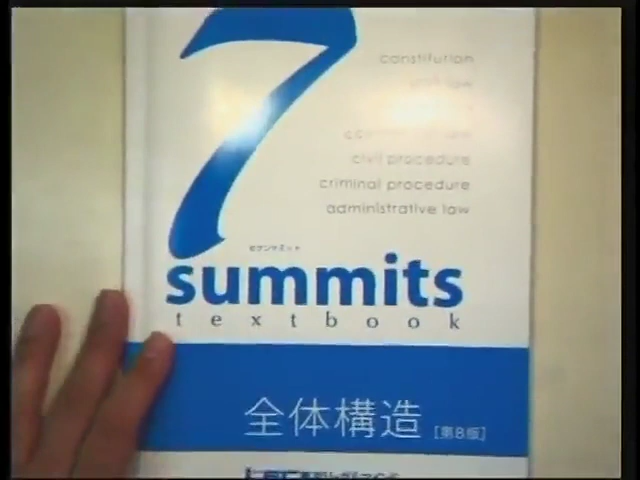 7
constitution
civil procedure
criminal procedure
administrative law
セブンサミット
summits
textbook
全体構造 [第8版]